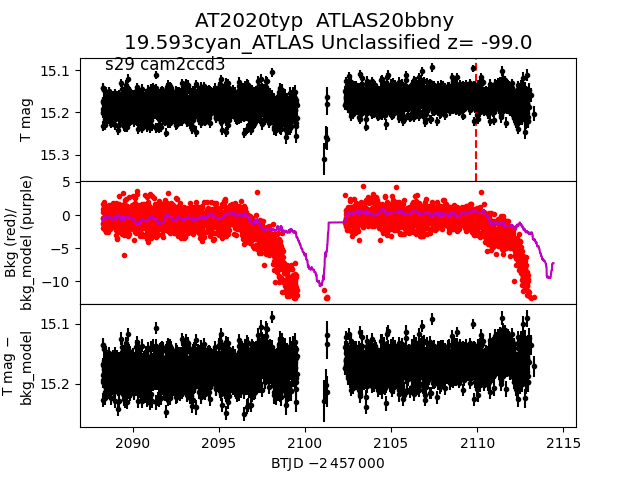 AT2020typ  ATLAS20bbny
19.593cyan_ATLAS Unclassified z= -99.0
s29 cam2ccd3
15.1
15.2
15.3
T mag
5
0
−5
−10
Bkg (red)/
bkg_model (purple)
15.1
15.2
T mag −
bkg_model
2090
2095
2100
2105
2110
2115
BTJD −2 457 000